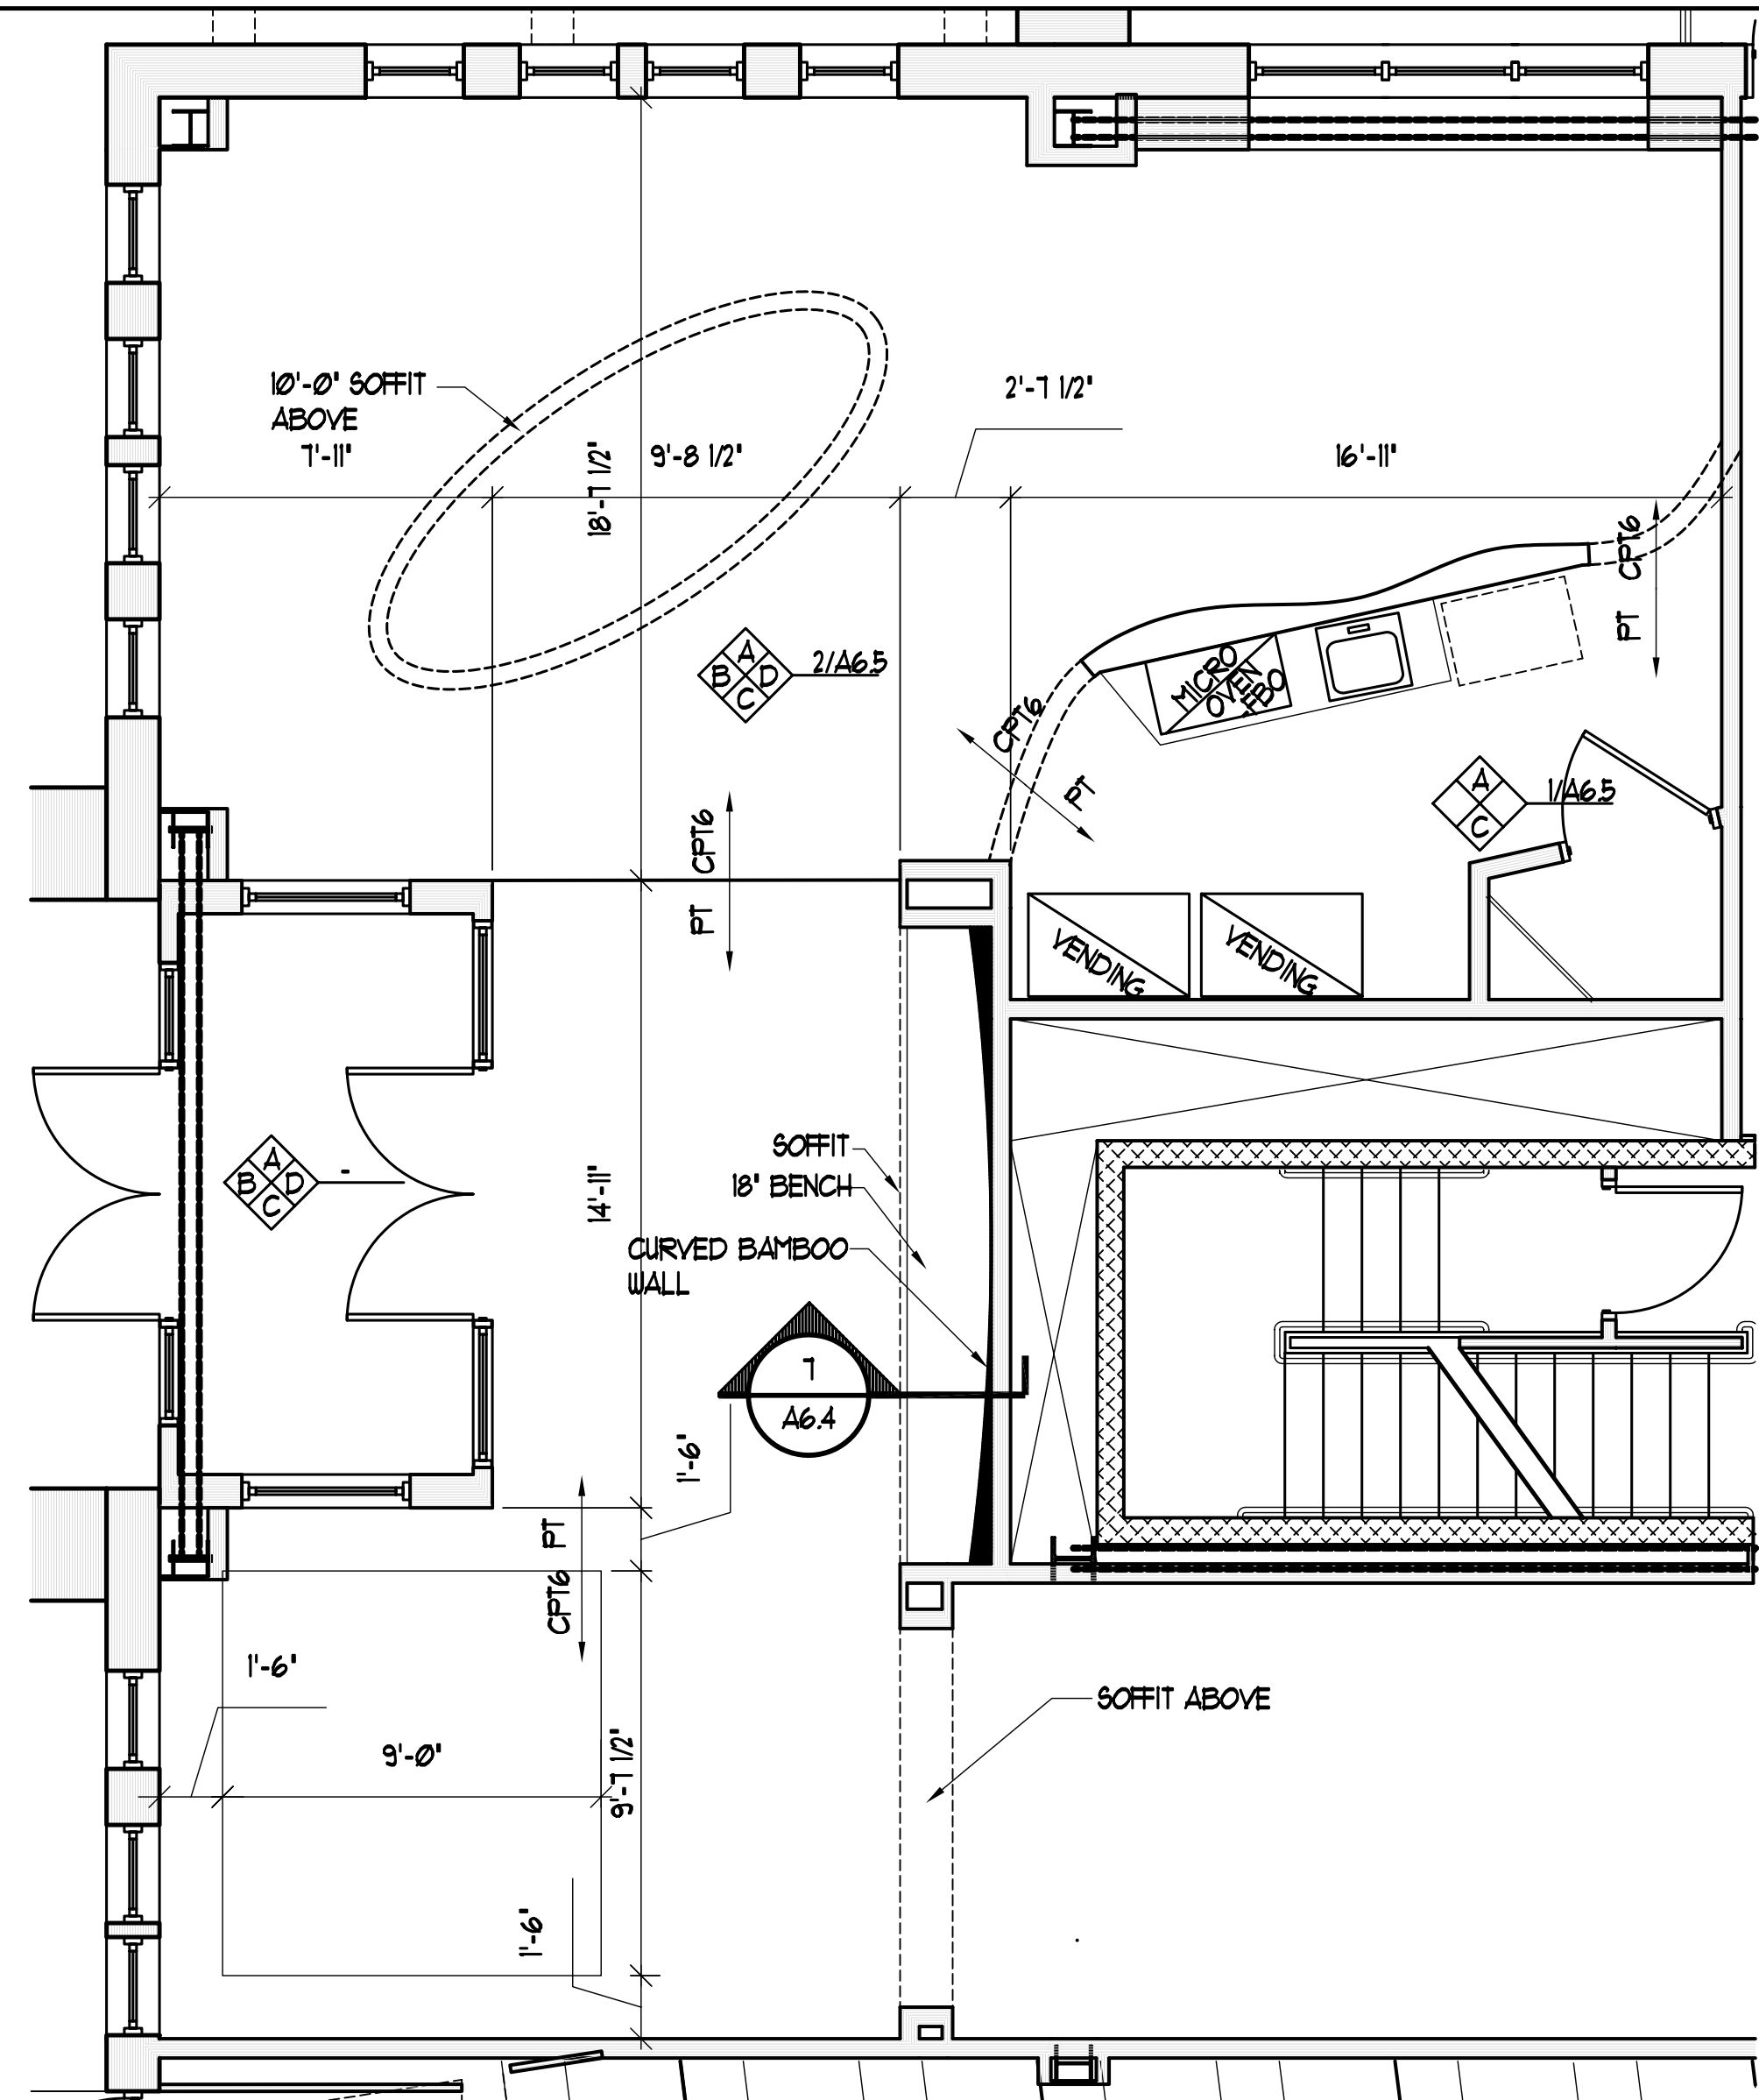 10'-0" SOFFIT
ABOVE
7'-11"
18'-7 1/2"
9'-8 1/2"
2'-7 1/2"
16'-11"
CPT6
PT
A
B D
C
2/A6.5
MICRO
OVEN
CPT6
PT
A
C
1/A6.5
CPT6
PT
VENDING
VENDING
A
B D
C
-
14'-11"
SOFFIT
18" BENCH
CURVED BAMBOO
WALL
7
A6.4
1'-6"
PT
CPT6
1'-6"
9'-0"
9'-7 1/2"
SOFFIT ABOVE
1'-6"